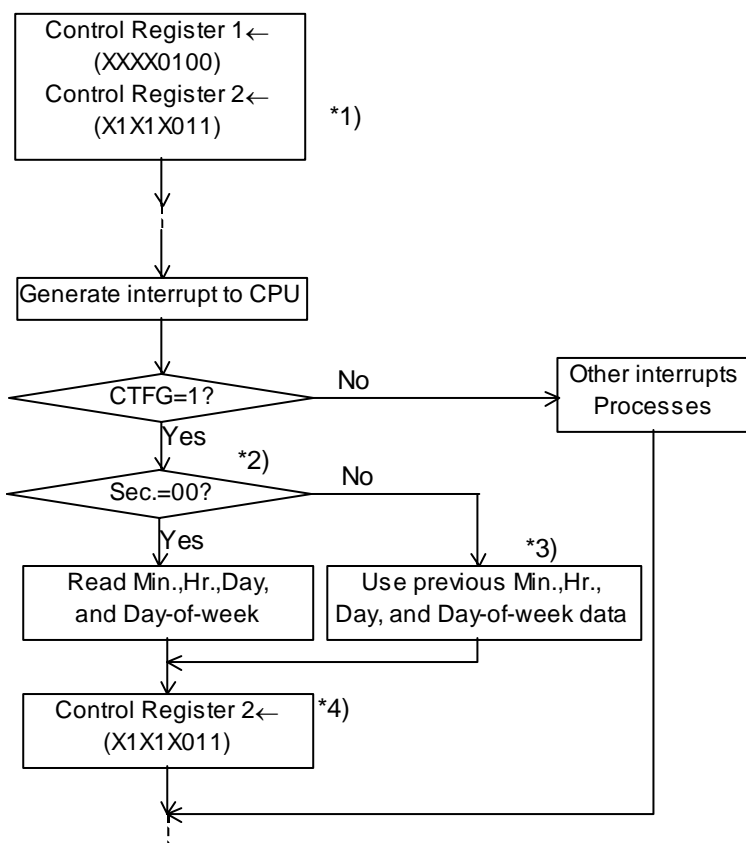 Control Register 1←
(XXXX0100)
Control Register 2←
(X1X1X011)
*1)
Generate interrupt to CPU
CTFG=1?
No
Other interrupts
Processes
Yes
*2)
Sec.=00?
No
Yes
*3)
Read Min.,Hr.,Day,
and Day-of-week
Use previous Min.,Hr.,
Day, and Day-of-week data
Control Register 2←
(X1X1X011)
*4)